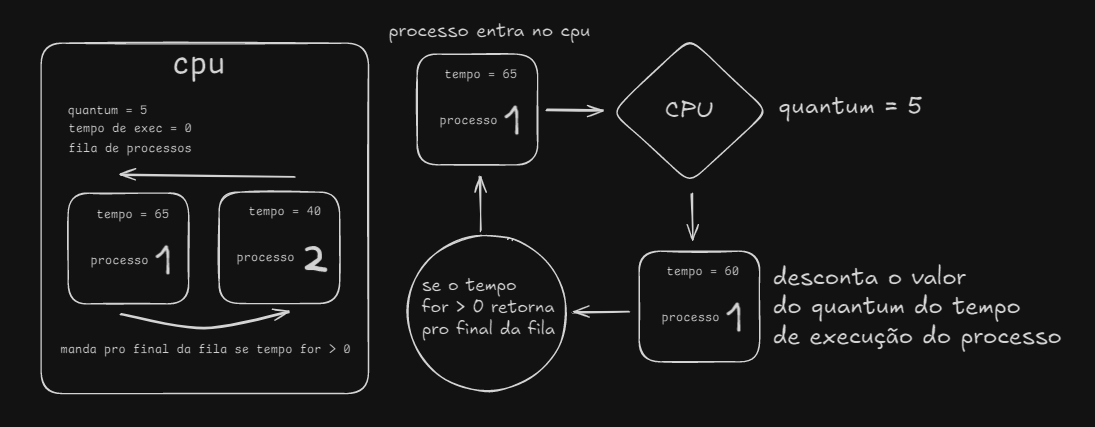 cpu
quantum = 5
tempo de exec = 0
fila de processos
tempo = 65
processo 1
tempo = 40
processo 2
manda pro final da fila se tempo for > 0
processo entra no cpu
tempo = 65
processo 1
CPU
quantum = 5
tempo = 60
processo 1
desconta o valor
do quantum do tempo
de execução do processo
se o tempo
for > 0 retorna
pro final da fila